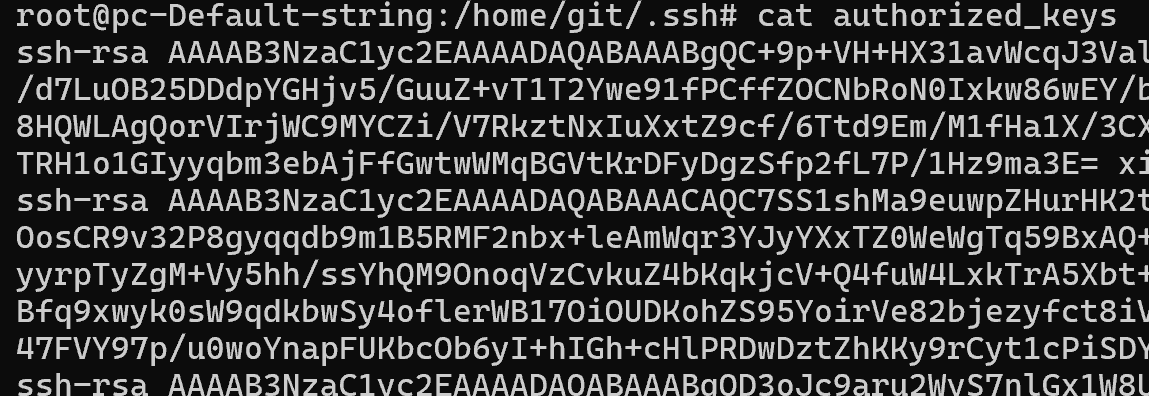 root@pc-Default-string:/home/git/.ssh# cat authorized_keys
ssh-rsa AAAAB3NzaC1yc2EAAAADAQABAAABgQC+9p+VH+HX31avWcqJ3Val
/d7LuOB25DDdpYGHjv5/GuuZ+vT1T2Ywe91fPCffZOCNbRoN0Ixkw86wEY/b
8HQWLAgQorVIrjWC9MYCZi/V7RkztNxIuXxtZ9cf/6Ttd9Em/M1fHa1X/3CX
TRH1o1GIyyqbm3ebAjFfGwtwWMqBGVtKrDFyDgzSfp2fL7P/1Hz9ma3E= xi
ssh-rsa AAAAB3NzaC1yc2EAAAADAQABAAACAQC7SS1shMa9euwpZHurHK2t
OosCR9v32P8gyqqdb9m1B5RMF2nbx+leAmWqr3YJyYXxTZ0WeWgTq59BxAQ+
yyrpTyZgM+Vy5hh/ssYhQM9OnoqVzCvkuZ4bKqkjcV+Q4fuW4LxkTrA5Xbt+
Bfq9xwyk0sW9qdkbwSy4oflerWB17OiOUDKohZS95YoirVe82bjezyfct8iV
47FVY97p/u0woYnapFUKbcOb6yI+hIGh+cHlPRDwDztZhKKy9rCyt1cPiSDY
ssh-rsa AAAAB3NzaC1yc2EAAAADAQABAAABgQD3oJc9aru2WyS7nlGx1W8U